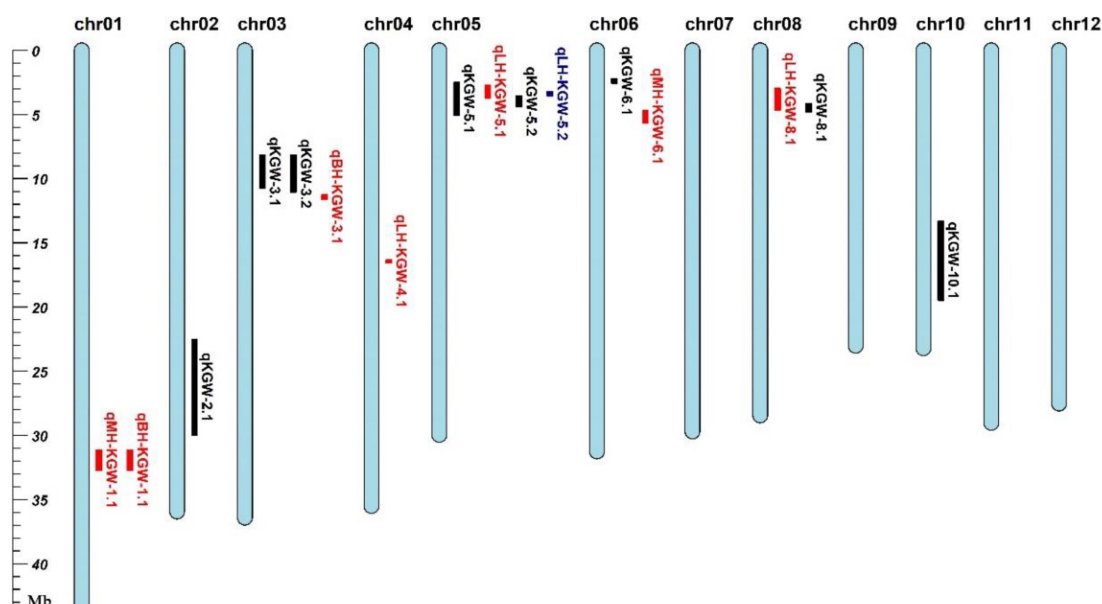 chr01 chr02 chr03 chr04 chr05 chr06 chr07 chr08 chr09 chr10 chr11 chr12
0
5
10
15
20
25
30
35
40
Mb
qMH-KGW-1.1
qBH-KGW-1.1
qKGW-2.1
qKGW-3.1
qKGW-3.2
qBH-KGW-3.1
qLH-KGW-4.1
qKGW-5.1
qLH-KGW-5.1
qKGW-5.2
qLH-KGW-5.2
qKGW-6.1
qMH-KGW-6.1
qLH-KGW-8.1
qKGW-8.1
qKGW-10.1